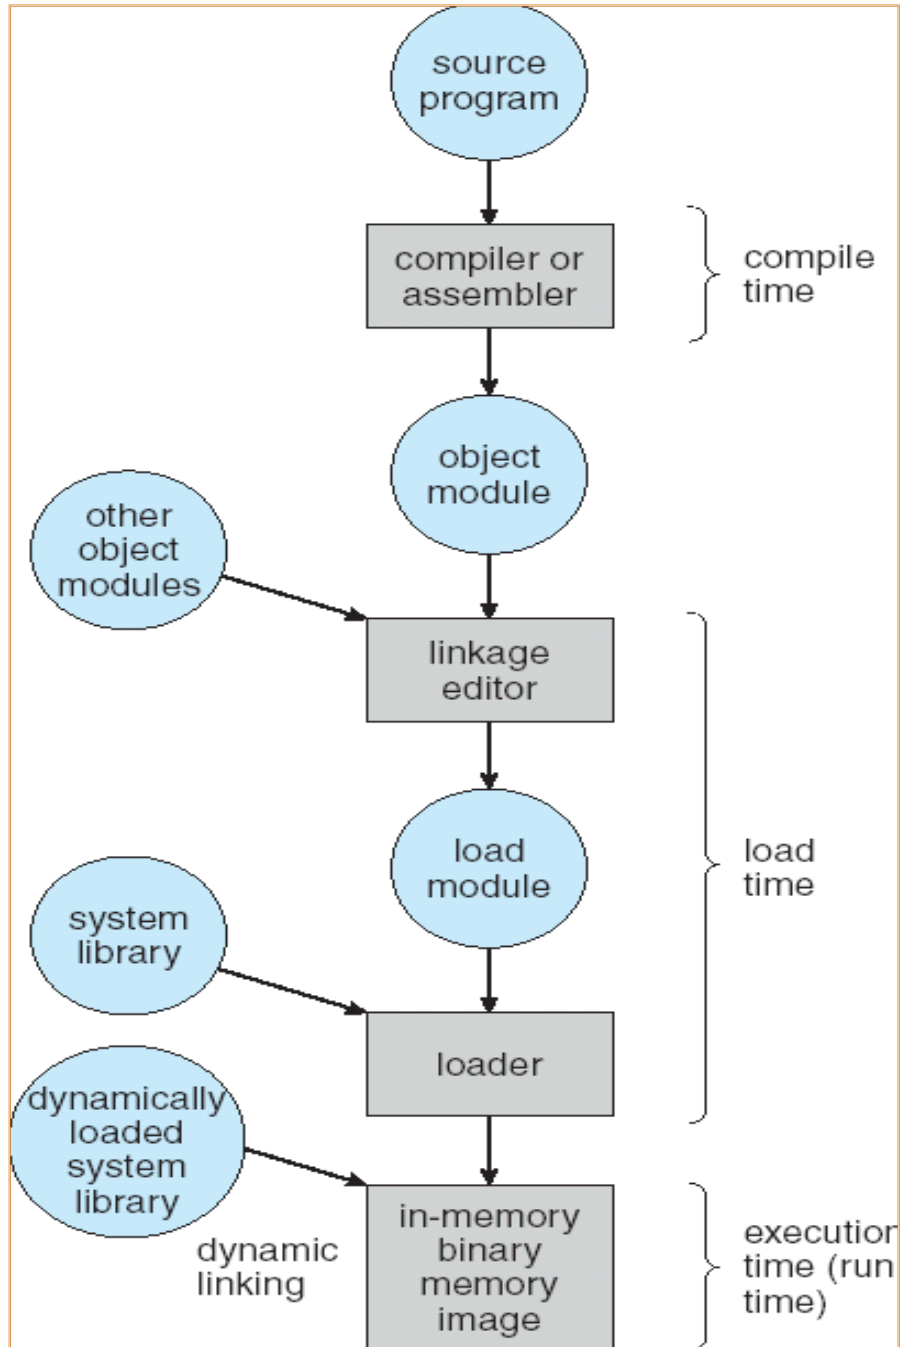 source
program
compiler or
assembler
compile
time
object
module
other
object
modules
linkage
editor
load
module
load
time
system
library
loader
dynamically
loaded
system
library
dynamic
linking
in-memory
binary
memory
image
execution
time (run
time)